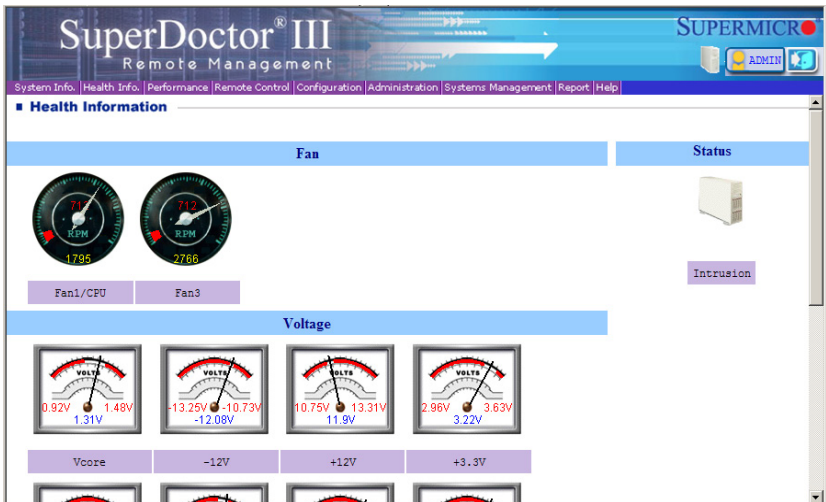 SuperDoctor® III
SUPERMICRO®
Remote Management
ADMIN
System Info. Health Info. Performance Remote Control Configuration Administration Systems Management Report Help
Health Information
Fan
Status
712
RPM
1795
712
RPM
2766
Fan1/CPU
Fan3
Intrusion
Voltage
VOLTS
0.92V 1.48V
1.31V
VOLTS
-13.25V -10.73V
-12.08V
VOLTS
10.75V 13.31V
11.9V
VOLTS
2.96V 3.63V
3.22V
Vcore
-12V
+12V
+3.3V